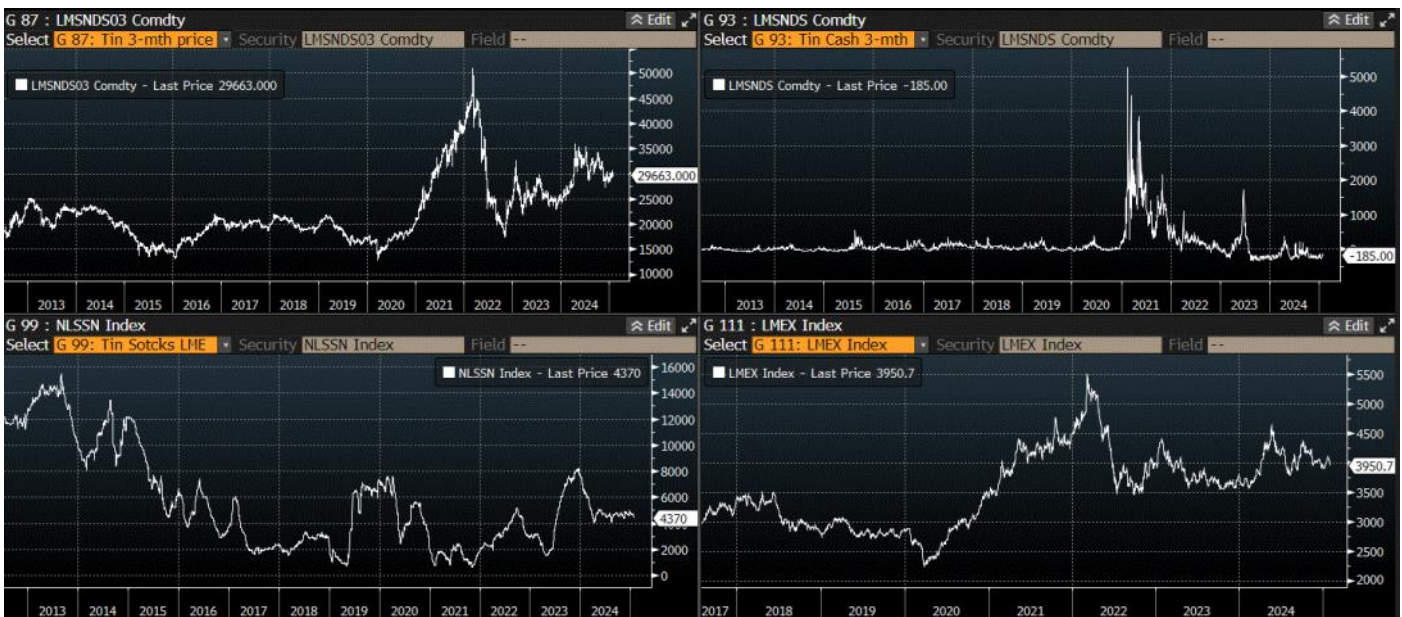 G 87 : LMSNDS03 Comdty
Edit
Select G 87: Tin 3-mth price Security LMSNDS03 Comdty Field --
LMSNDS03 Comdty - Last Price 29663.000
50000
45000
40000
35000
29663.000
25000
20000
15000
10000
2013 2014 2015 2016 2017 2018 2019 2020 2021 2022 2023 2024
G 93 : LMSNDS Comdty
Edit
Select G 93: Tin Cash 3-mth Security LMSNDS Comdty Field --
LMSNDS Comdty - Last Price -185.00
5000
4000
3000
2000
1000
-185.00
2013 2014 2015 2016 2017 2018 2019 2020 2021 2022 2023 2024
G 99 : NLSSN Index
Edit
Select G 99: Tin Sotcks LME Security NLSSN Index Field --
NLSSN Index - Last Price 4370
16000
14000
12000
10000
8000
6000
4370
2000
0
2013 2014 2015 2016 2017 2018 2019 2020 2021 2022 2023 2024
G 111 : LMEX Index
Edit
Select G 111: LMEX Index Security LMEX Index Field --
LMEX Index - Last Price 3950.7
5500
5000
4500
3950.7
3500
3000
2500
2000
2017 2018 2019 2020 2021 2022 2023 2024